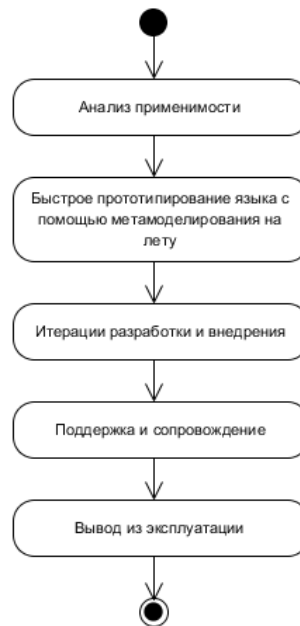 Анализ применимости
Быстрое прототипирование языка с
помощью метамоделирования на
лету
Итерации разработки и внедрения
Поддержка и сопровождение
Вывод из эксплуатации